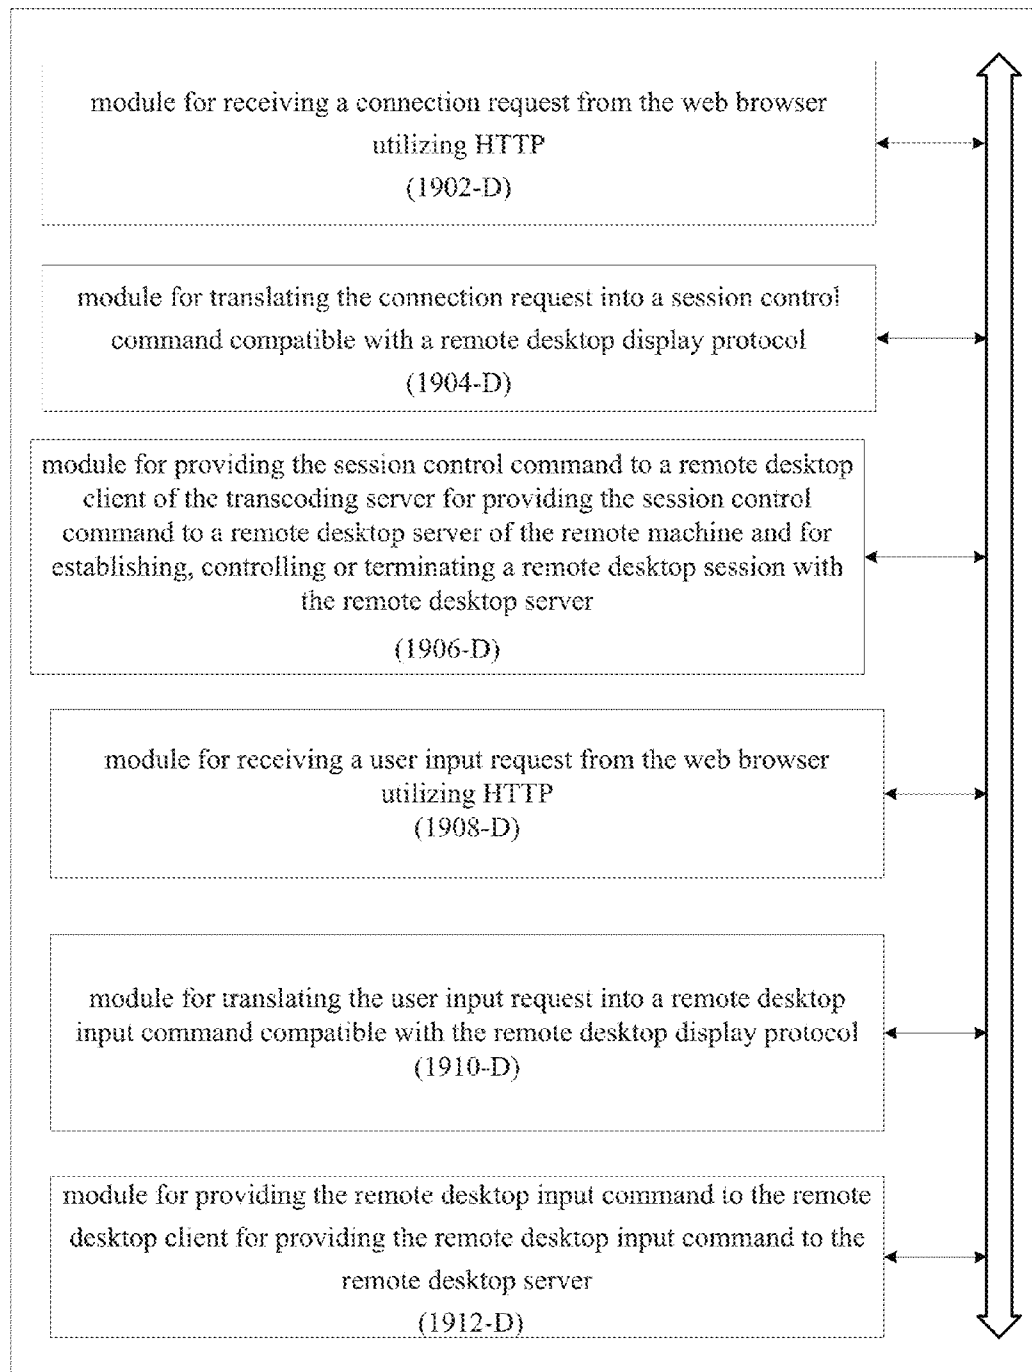 module for receiving a connection request from the web browser
utilizing HTTP
(1902-D)
module for translating the connection request into a session control
command compatible with a remote desktop display protocol
(1904-D)
module for providing the session control command to a remote desktop
client of the transcoding server for providing the session control
command to a remote desktop server of the remote machine and for
establishing, controlling or terminating a remote desktop session with
the remote desktop server
(1906-D)
module for receiving a user input request from the web browser
utilizing HTTP
(1908-D)
module for translating the user input request into a remote desktop
input command compatible with the remote desktop display protocol
(1910-D)
module for providing the remote desktop input command to the remote
desktop client for providing the remote desktop input command to the
remote desktop server
(1912-D)